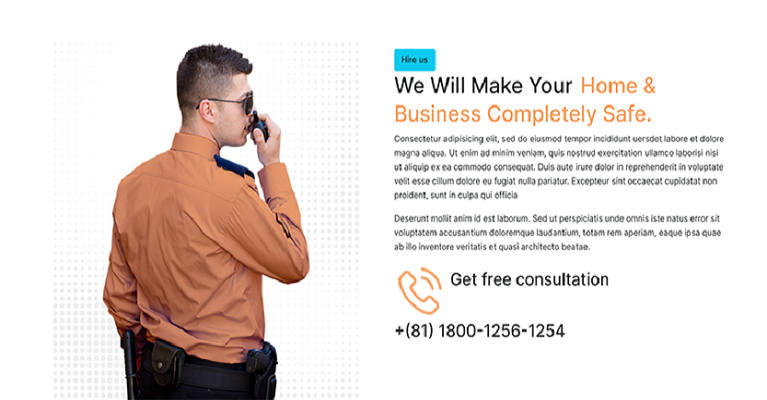 Hire us
We Will Make Your Home &
Business Completely Safe.
Consectetur adipisicing elit, sed do eiusmod tempor incididunt uersdet labore et dolore
magna aliqua. Ut enim ad minim veniam, quis nostrud exercitation ullamco laborisi nisi
ut aliquip ex ea commodo consequat. Duis aute irure dolor in reprehenderit in voluptate
velit esse cillum dolore eu fugiat nulla pariatur. Excepteur sint occaecat cupidatat non
proident, sunt in culpa qui officia
Deserunt mollit anim id est laborum. Sed ut perspiciatis unde omnis iste natus error sit
voluptatem accusantium doloremque laudantium, totam rem aperiam, eaque ipsa quae
ab illo inventore veritatis et quasi architecto beatae.
Get free consultation
+(81) 1800-1256-1254